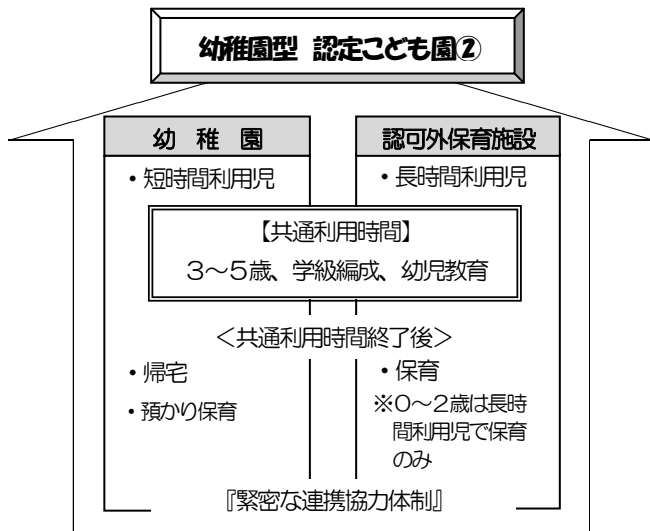 幼稚園型 認定こども園②
幼 稚 園
認可外保育施設
・短時間利用児
・長時間利用児
【共通利用時間】
3～5歳、学級編成、幼児教育
＜共通利用時間終了後＞
・帰宅
・預かり保育
・保育
※0～2歳は長時
間利用児で保育
のみ
『緊密な連携協力体制』